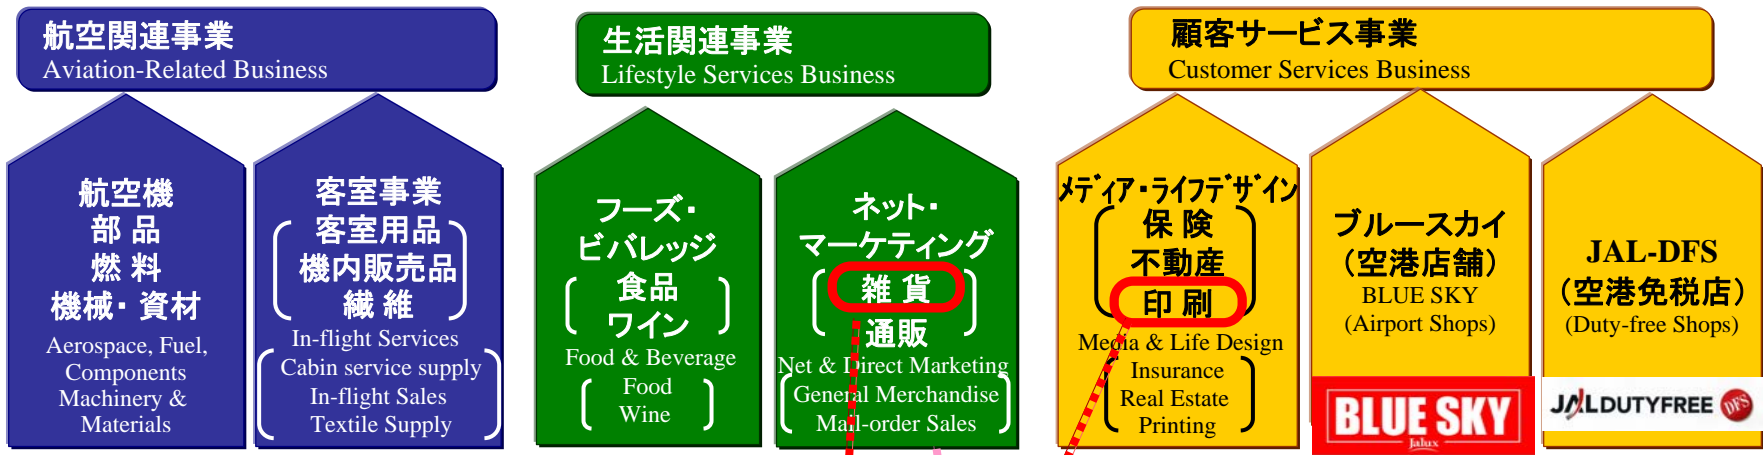 航空関連事業
Aviation-Related Business
航空機
部 品
燃 料
機械・ 資材
Aerospace, Fuel,
Components
Machinery &
Materials
客室事業
客室用品
機内販売品
繊 維
In-flight Services
Cabin service supply
In-flight Sales
Textile Supply
生活関連事業
Lifestyle Services Business
フーズ・
ビバレッジ
食品
ワイン
Food & Beverage
Food
Wine
ネット・
マーケティング
雑 貨
通販
Net & Direct Marketing
General Merchandise
Mail-order Sales
顧客サービス事業
Customer Services Business
メディア・ライフデザイン
保 険
不動産
印 刷
Media & Life Design
Insurance
Real Estate
Printing
ブルースカイ
（空港店舗）
BLUE SKY
(Airport Shops)
BLUE SKY
Jalux
JAL-DFS
（空港免税店）
(Duty-free Shops)
JALDUTYFREE DFS